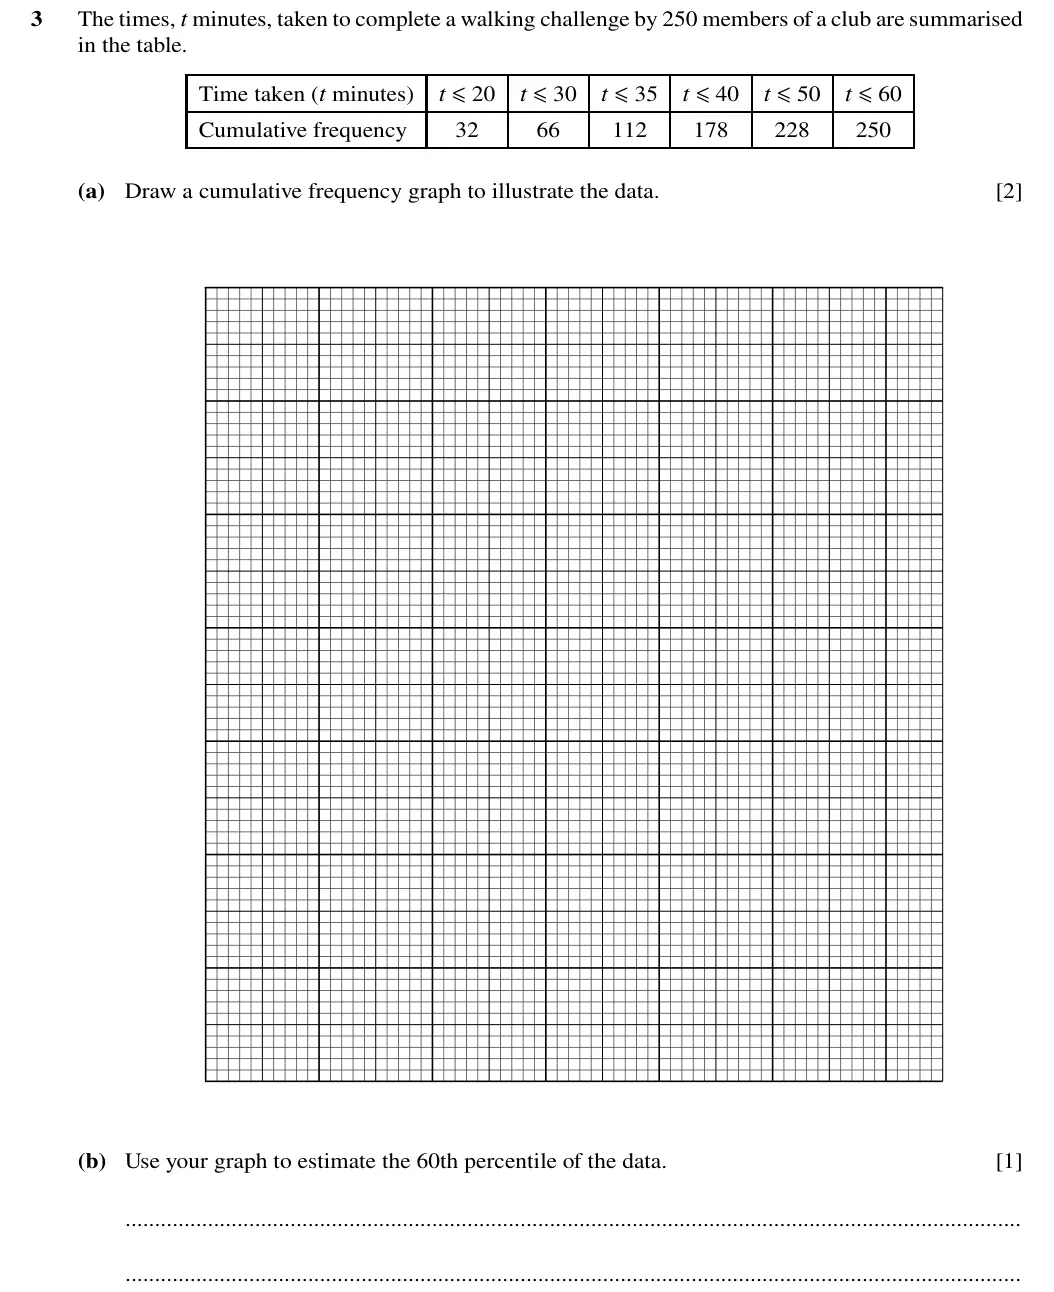 3 The times, t minutes, taken to complete a walking challenge by 250 members of a club are summarised
in the table.
Time taken (t minutes) t ⩽ 20 t ⩽ 30 t ⩽ 35 t ⩽ 40 t ⩽ 50 t ⩽ 60
Cumulative frequency 32 66 112 178 228 250
(a) Draw a cumulative frequency graph to illustrate the data. [2]
(b) Use your graph to estimate the 60th percentile of the data. [1]